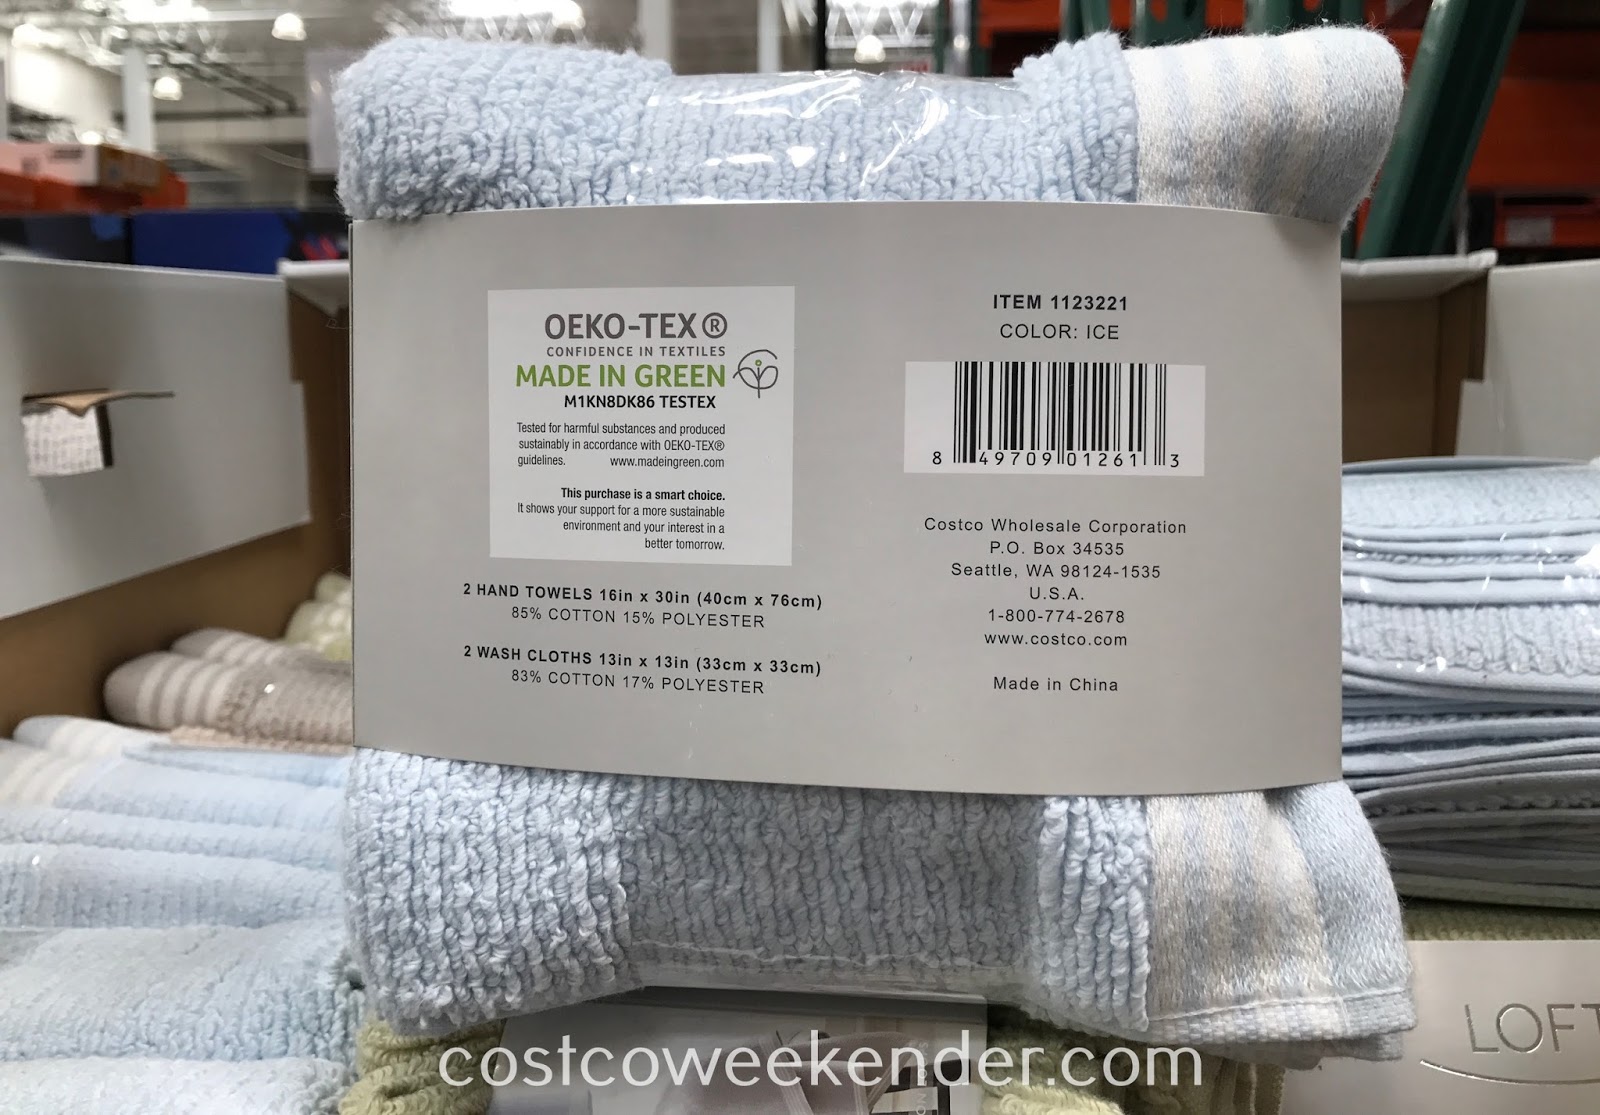 OEKO-TEX®
CONFIDENCE IN TEXTILES
MADE IN GREEN
M1KN8DK86 TESTEX
Tested for harmful substances and produced
sustainably in accordance with OEKO-TEX®
guidelines. www.madeingreen.com
This purchase is a smart choice.
It shows your support for a more sustainable
environment and your interest in a
better tomorrow.
2 HAND TOWELS 16in x 30in (40cm x 76cm)
85% COTTON 15% POLYESTER
2 WASH CLOTHS 13in x 13in (33cm x 33cm)
83% COTTON 17% POLYESTER
ITEM 1123221
COLOR: ICE
8 49709 01261 3
Costco Wholesale Corporation
P.O. Box 34535
Seattle, WA 98124-1535
U.S.A.
1-800-774-2678
www.costco.com
Made in China
LOFT
costcoweekender.com